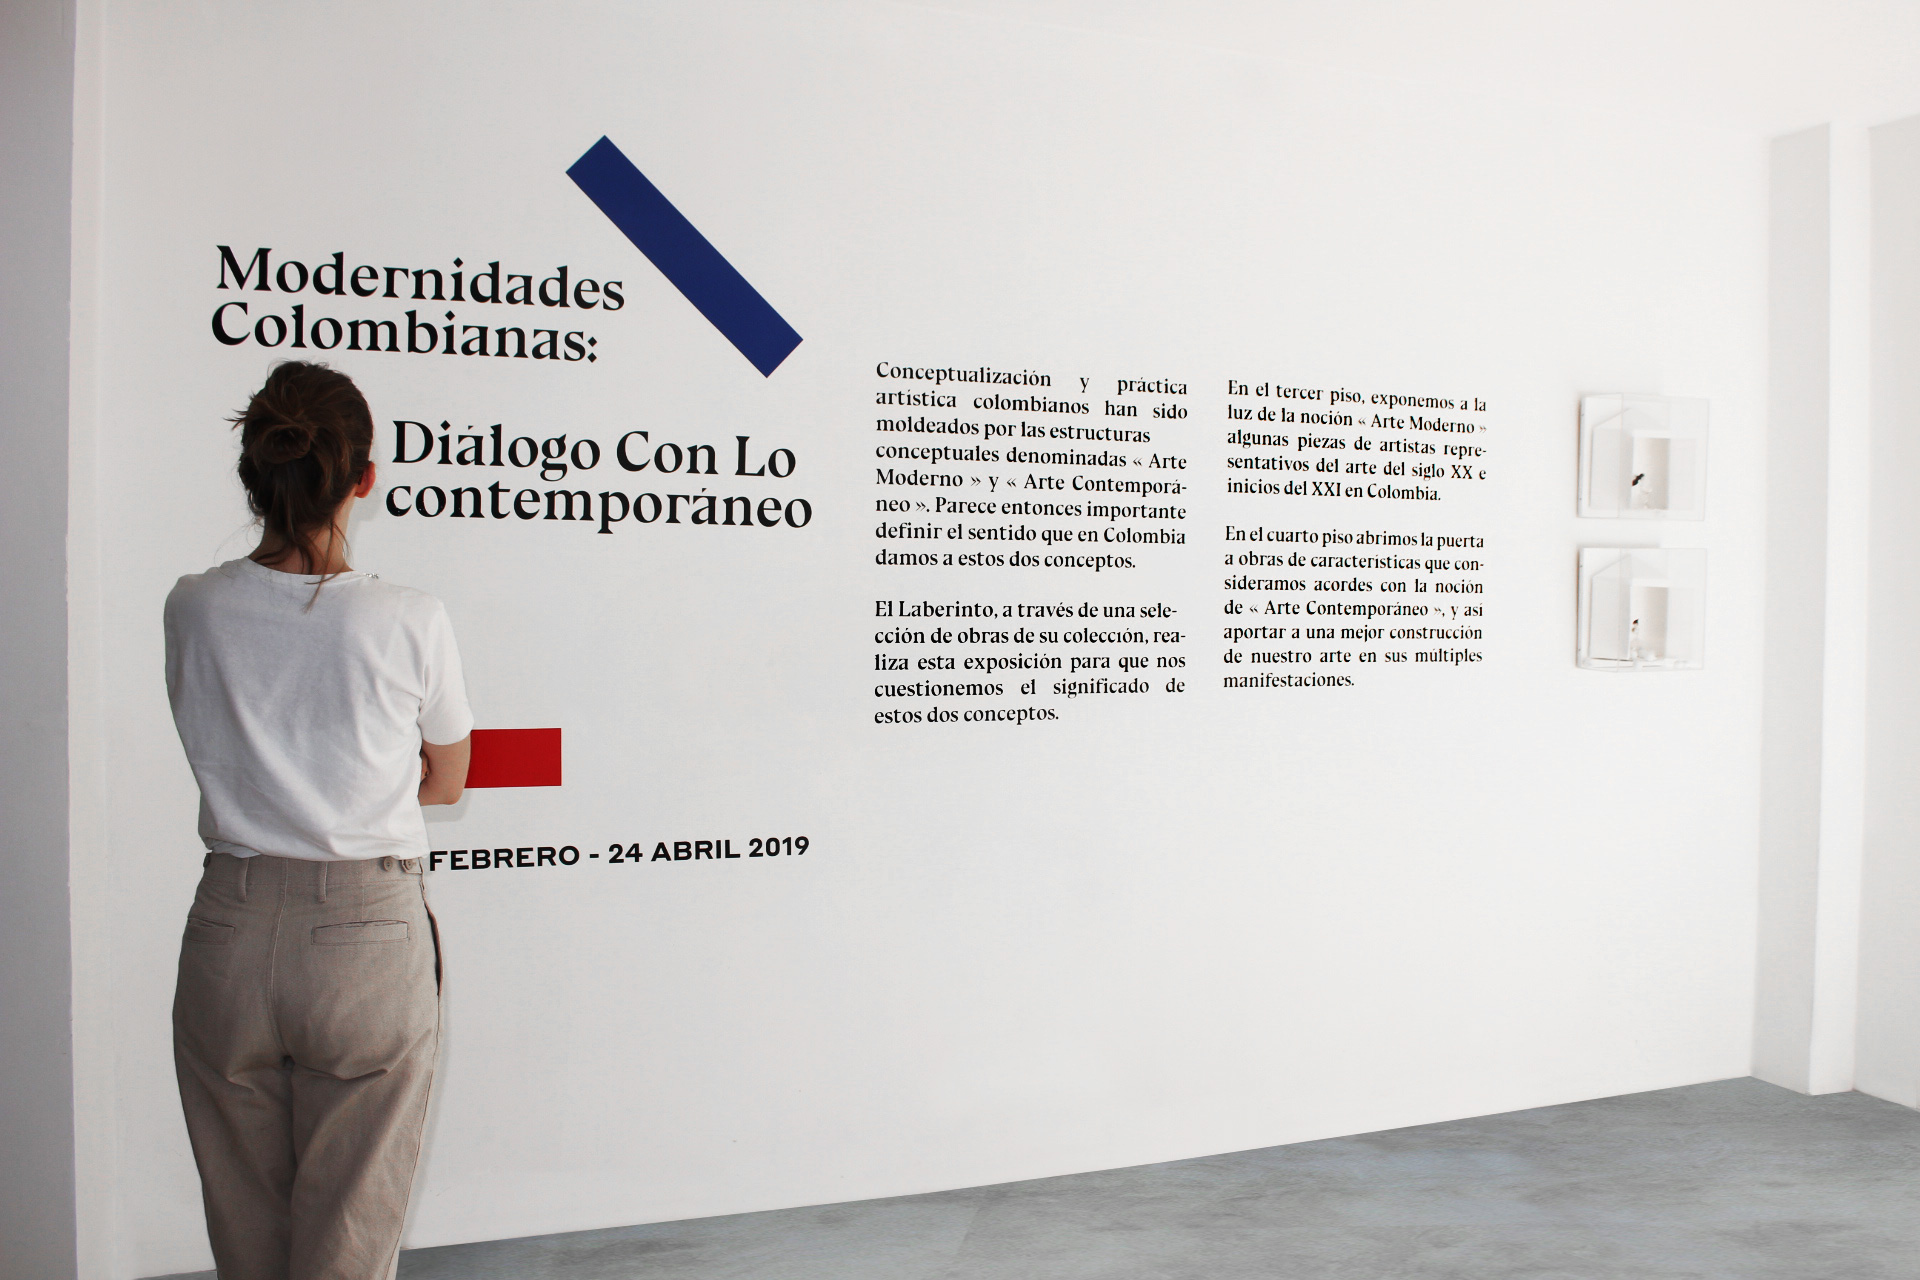 Modernidades
Colombianas:
Diálogo Con Lo
contemporáneo
FEBRERO - 24 ABRIL 2019
Conceptualización y práctica
artística colombianos han sido
moldeados por las estructuras
conceptuales denominadas « Arte
Moderno » y « Arte Contemporá-
neo ». Parece entonces importante
definir el sentido que en Colombia
damos a estos dos conceptos.
El Laberinto, a través de una sele-
cción de obras de su colección, rea-
liza esta exposición para que nos
cuestionemos el significado de
estos dos conceptos.
En el tercer piso, exponemos a la
luz de la noción « Arte Moderno »
algunas piezas de artistas repre-
sentativos del arte del siglo XX e
inicios del XXI en Colombia.
En el cuarto piso abrimos la puerta
a obras de características que con-
sideramos acordes con la noción
de « Arte Contemporáneo », y así
aportar a una mejor construcción
de nuestro arte en sus múltiples
manifestaciones.